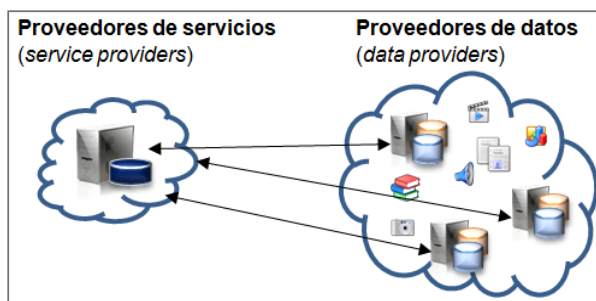 Proveedores de servicios
(service providers)
Proveedores de datos
(data providers)